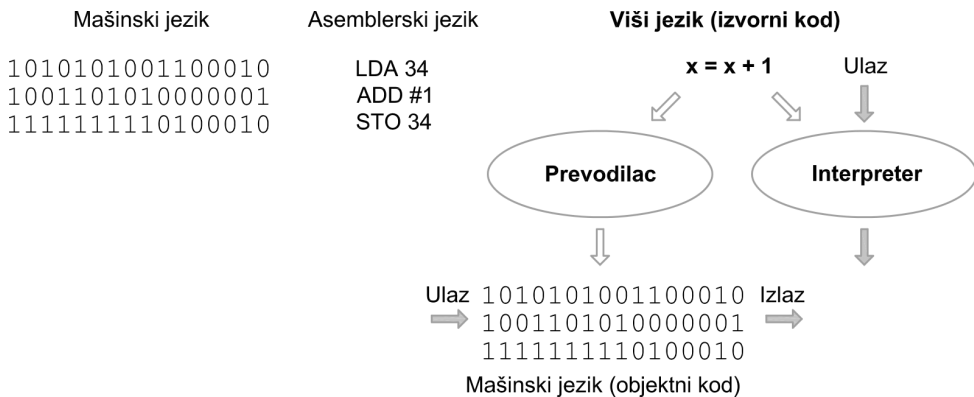 Mašinski jezik
1010101001100010
1001101010000001
1111111110100010
Asemblerski jezik
LDA 34
ADD #1
STO 34
Viši jezik (izvorni kod)
x = x + 1
Ulaz
Prevodilac
Interpreter
Ulaz
1010101001100010
1001101010000001
1111111110100010
Izlaz
Mašinski jezik (objektni kod)